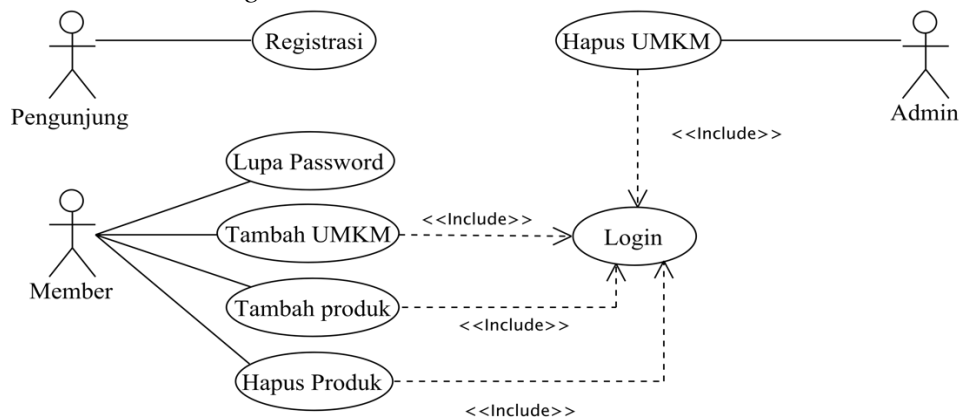 Registrasi
Hapus UMKM
Pengunjung
Admin
<<Include>>
Lupa Password
<<Include>>
Tambah UMKM
Login
Member
Tambah produk
<<Include>>
Hapus Produk
<<Include>>